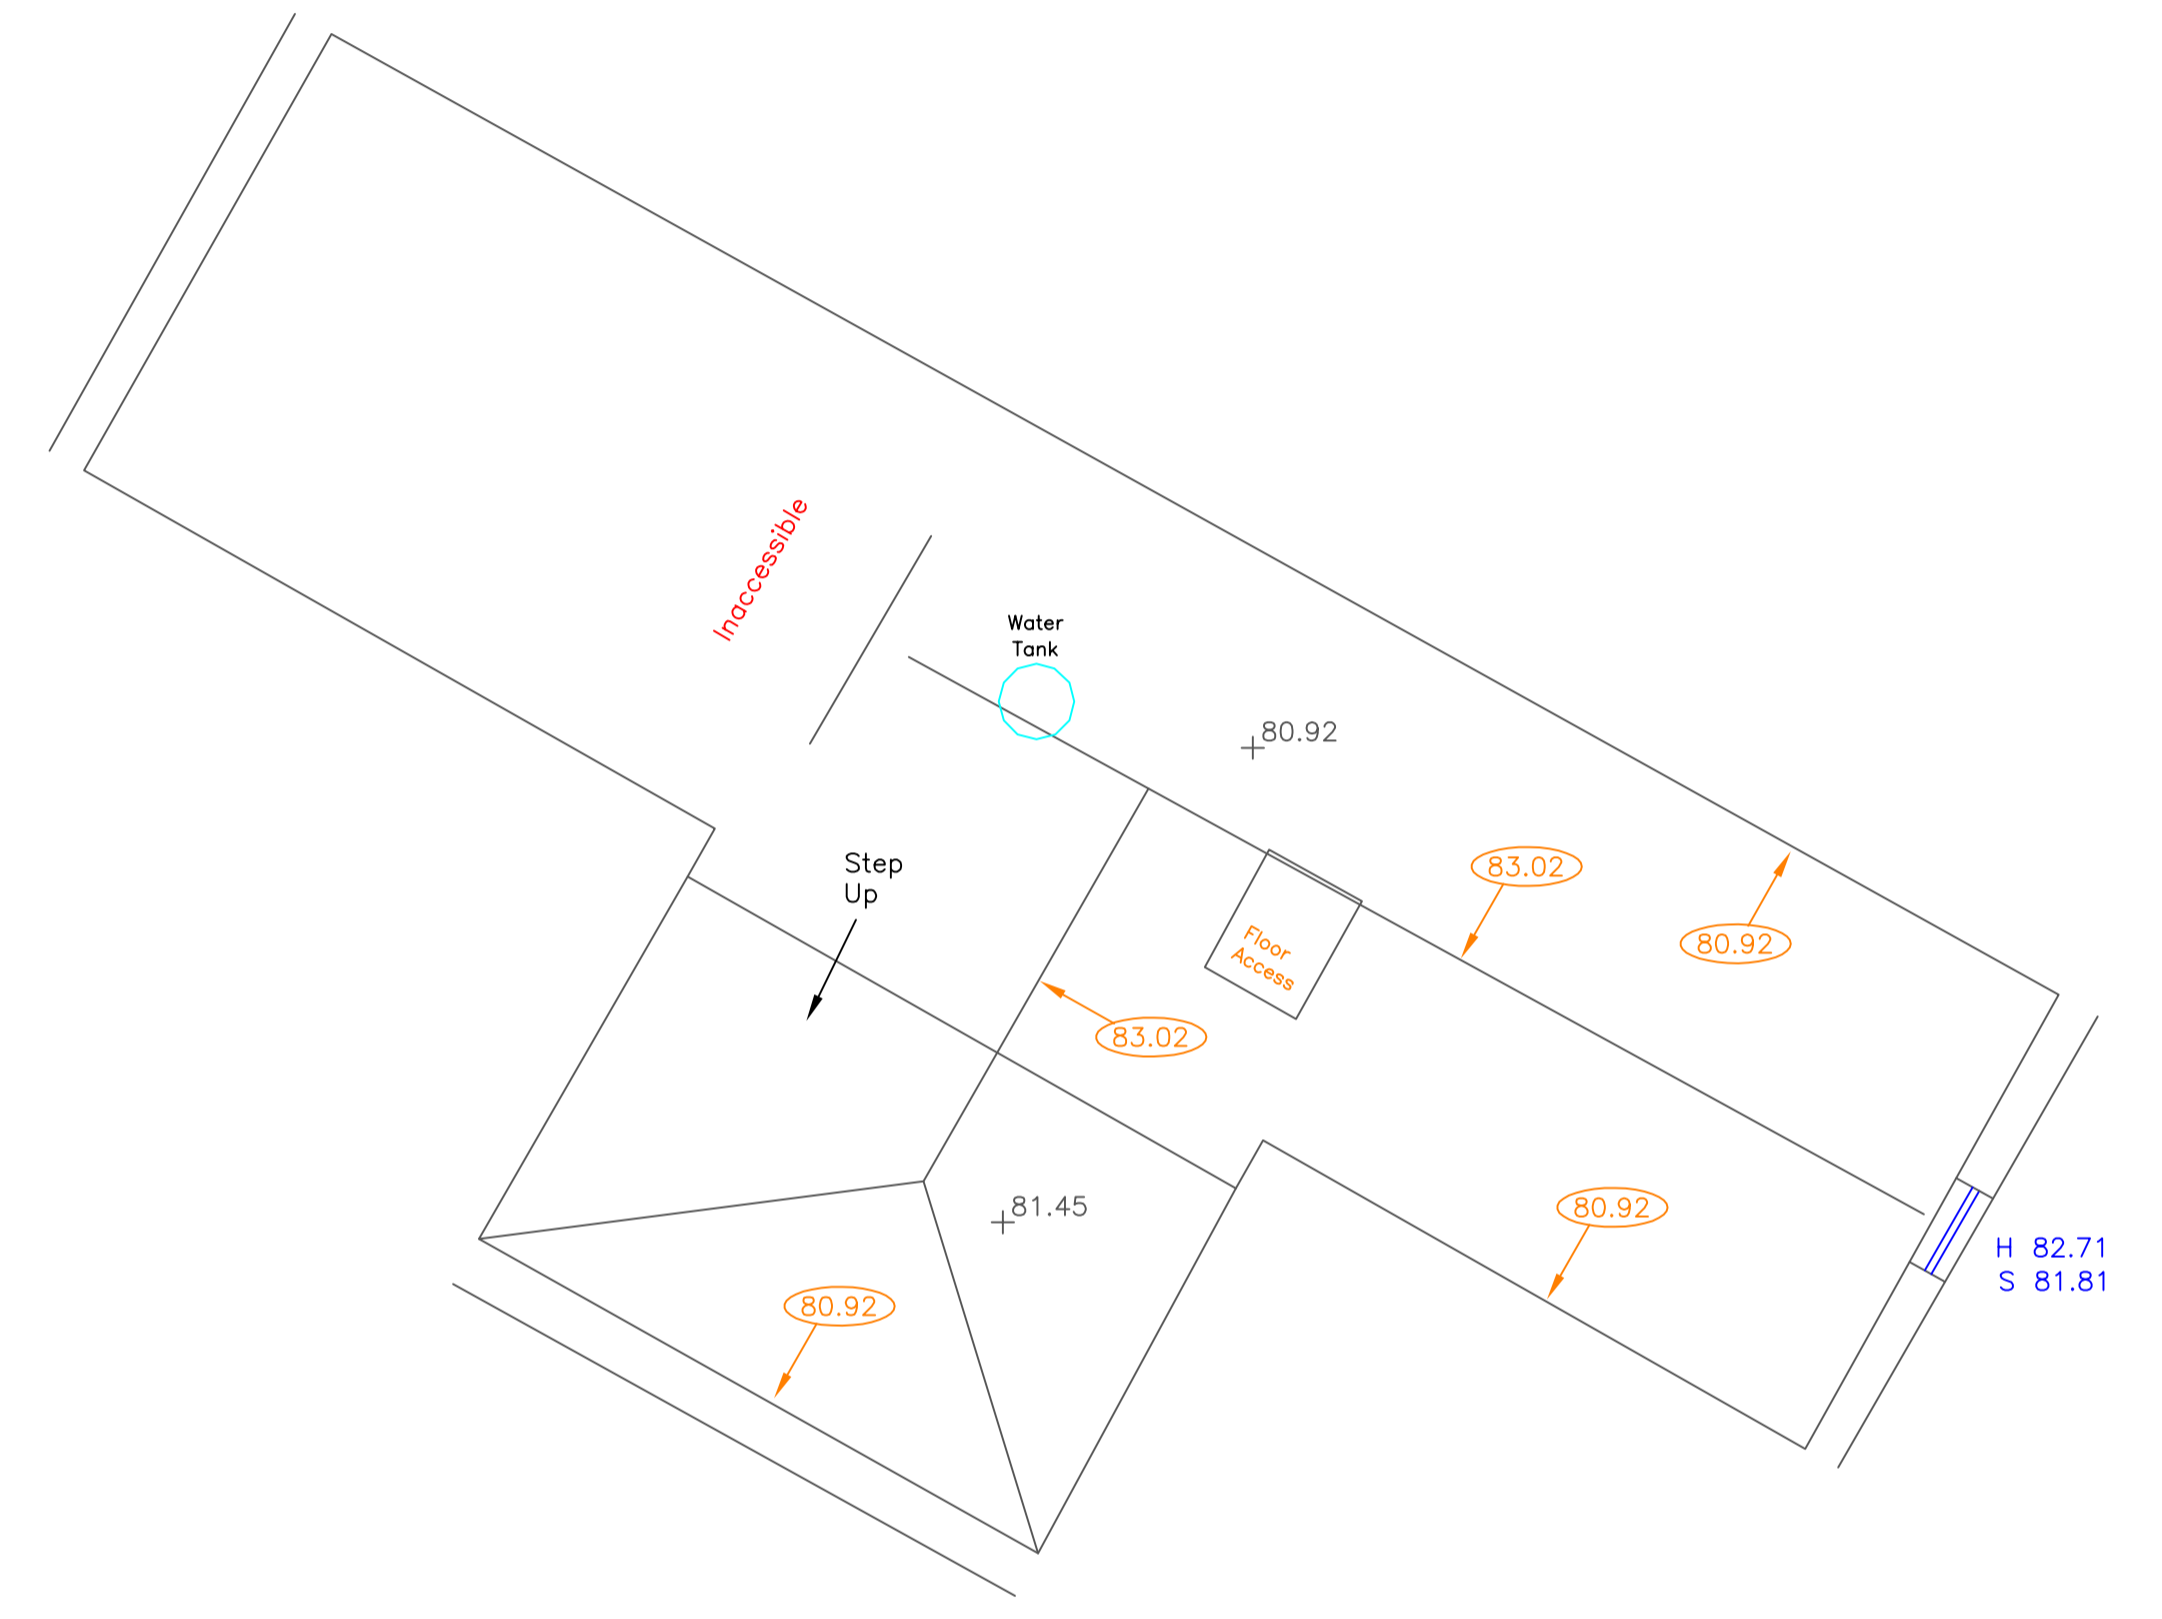 Inaccessible
Water
Tank
80.92
Step
Up
83.02
80.92
Floor
Access
83.02
81.45
80.92
H 82.71
S 81.81
80.92